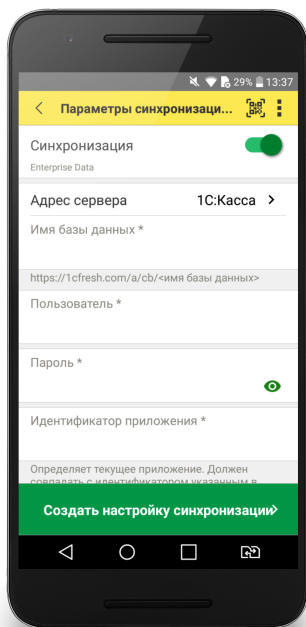 29% 13:37
Параметры синхронизаци...
Синхронизация
Enterprise Data
Адрес сервера 1С:Касса
Имя базы данных *
https://1cfresh.com/a/cb/<имя базы данных>
Пользователь *
Пароль *
Идентификатор приложения *
Определяет текущее приложение. Должен
совпадать с идентификатором указанным в
Создать настройку синхронизации